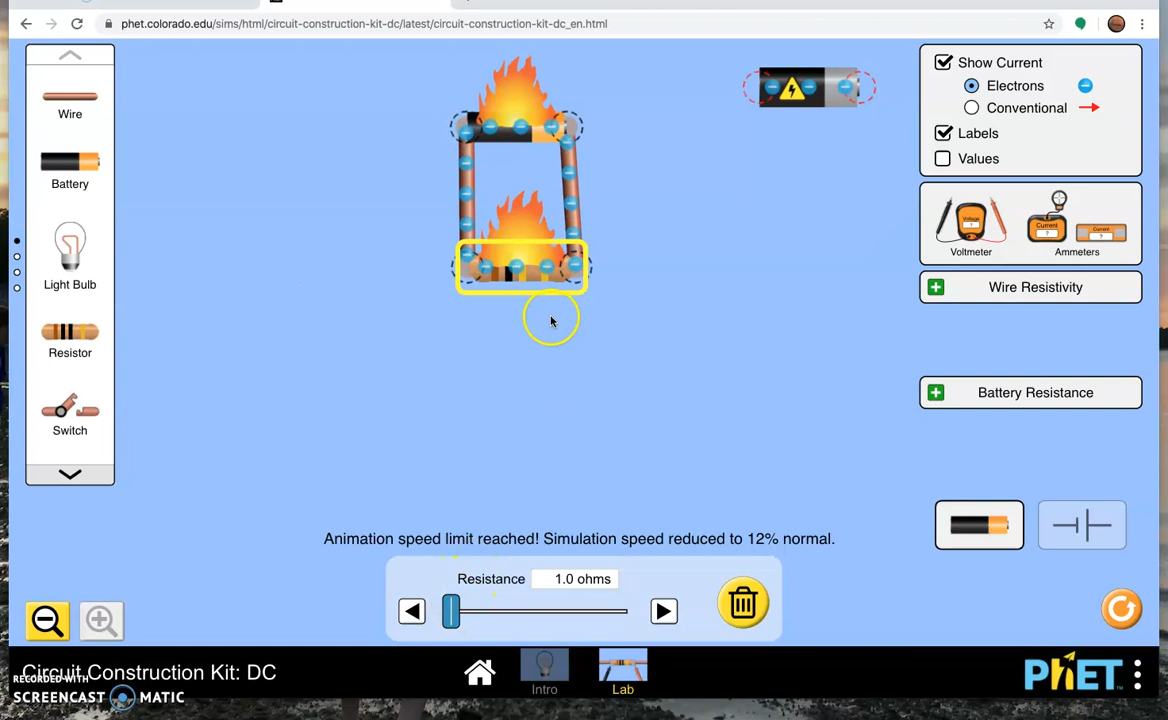 phet.colorado.edu/sims/html/circuit-construction-kit-dc/latest/circuit-construction-kit-dc_en.html
Wire
Battery
Light Bulb
Resistor
Switch
Show Current
Electrons
Conventional
Labels
Values
Voltage
?
Current
?
Current
?
Voltmeter
Ammeters
Wire Resistivity
Battery Resistance
Animation speed limit reached! Simulation speed reduced to 12% normal.
Resistance 1.0 ohms
Circuit Construction Kit: DC
Intro
Lab
PhET
RECORDED WITH
SCREENCAST MATIC